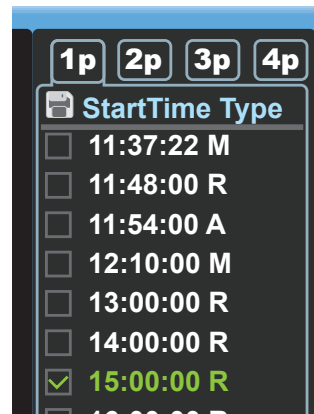 1p 2p 3p 4p
StartTime Type
11:37:22 M
11:48:00 R
11:54:00 A
12:10:00 M
13:00:00 R
14:00:00 R
15:00:00 R